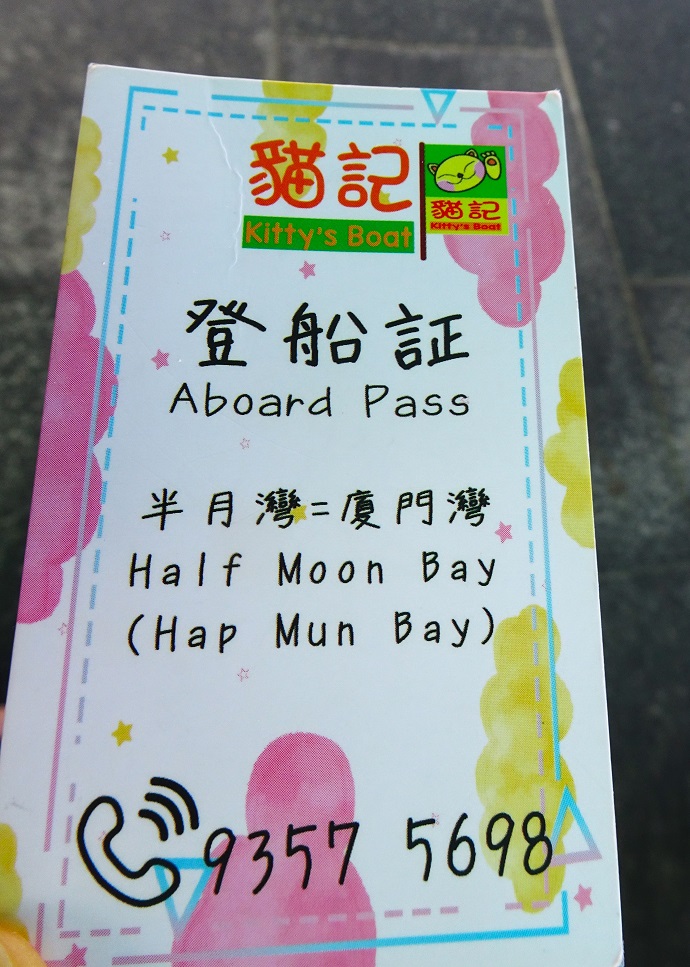 貓記
Kitty's Boat
貓記
Kitty's Boat
登船証
Aboard Pass
半月灣=廈門灣
Half Moon Bay
(Hap Mun Bay)
9357 5698